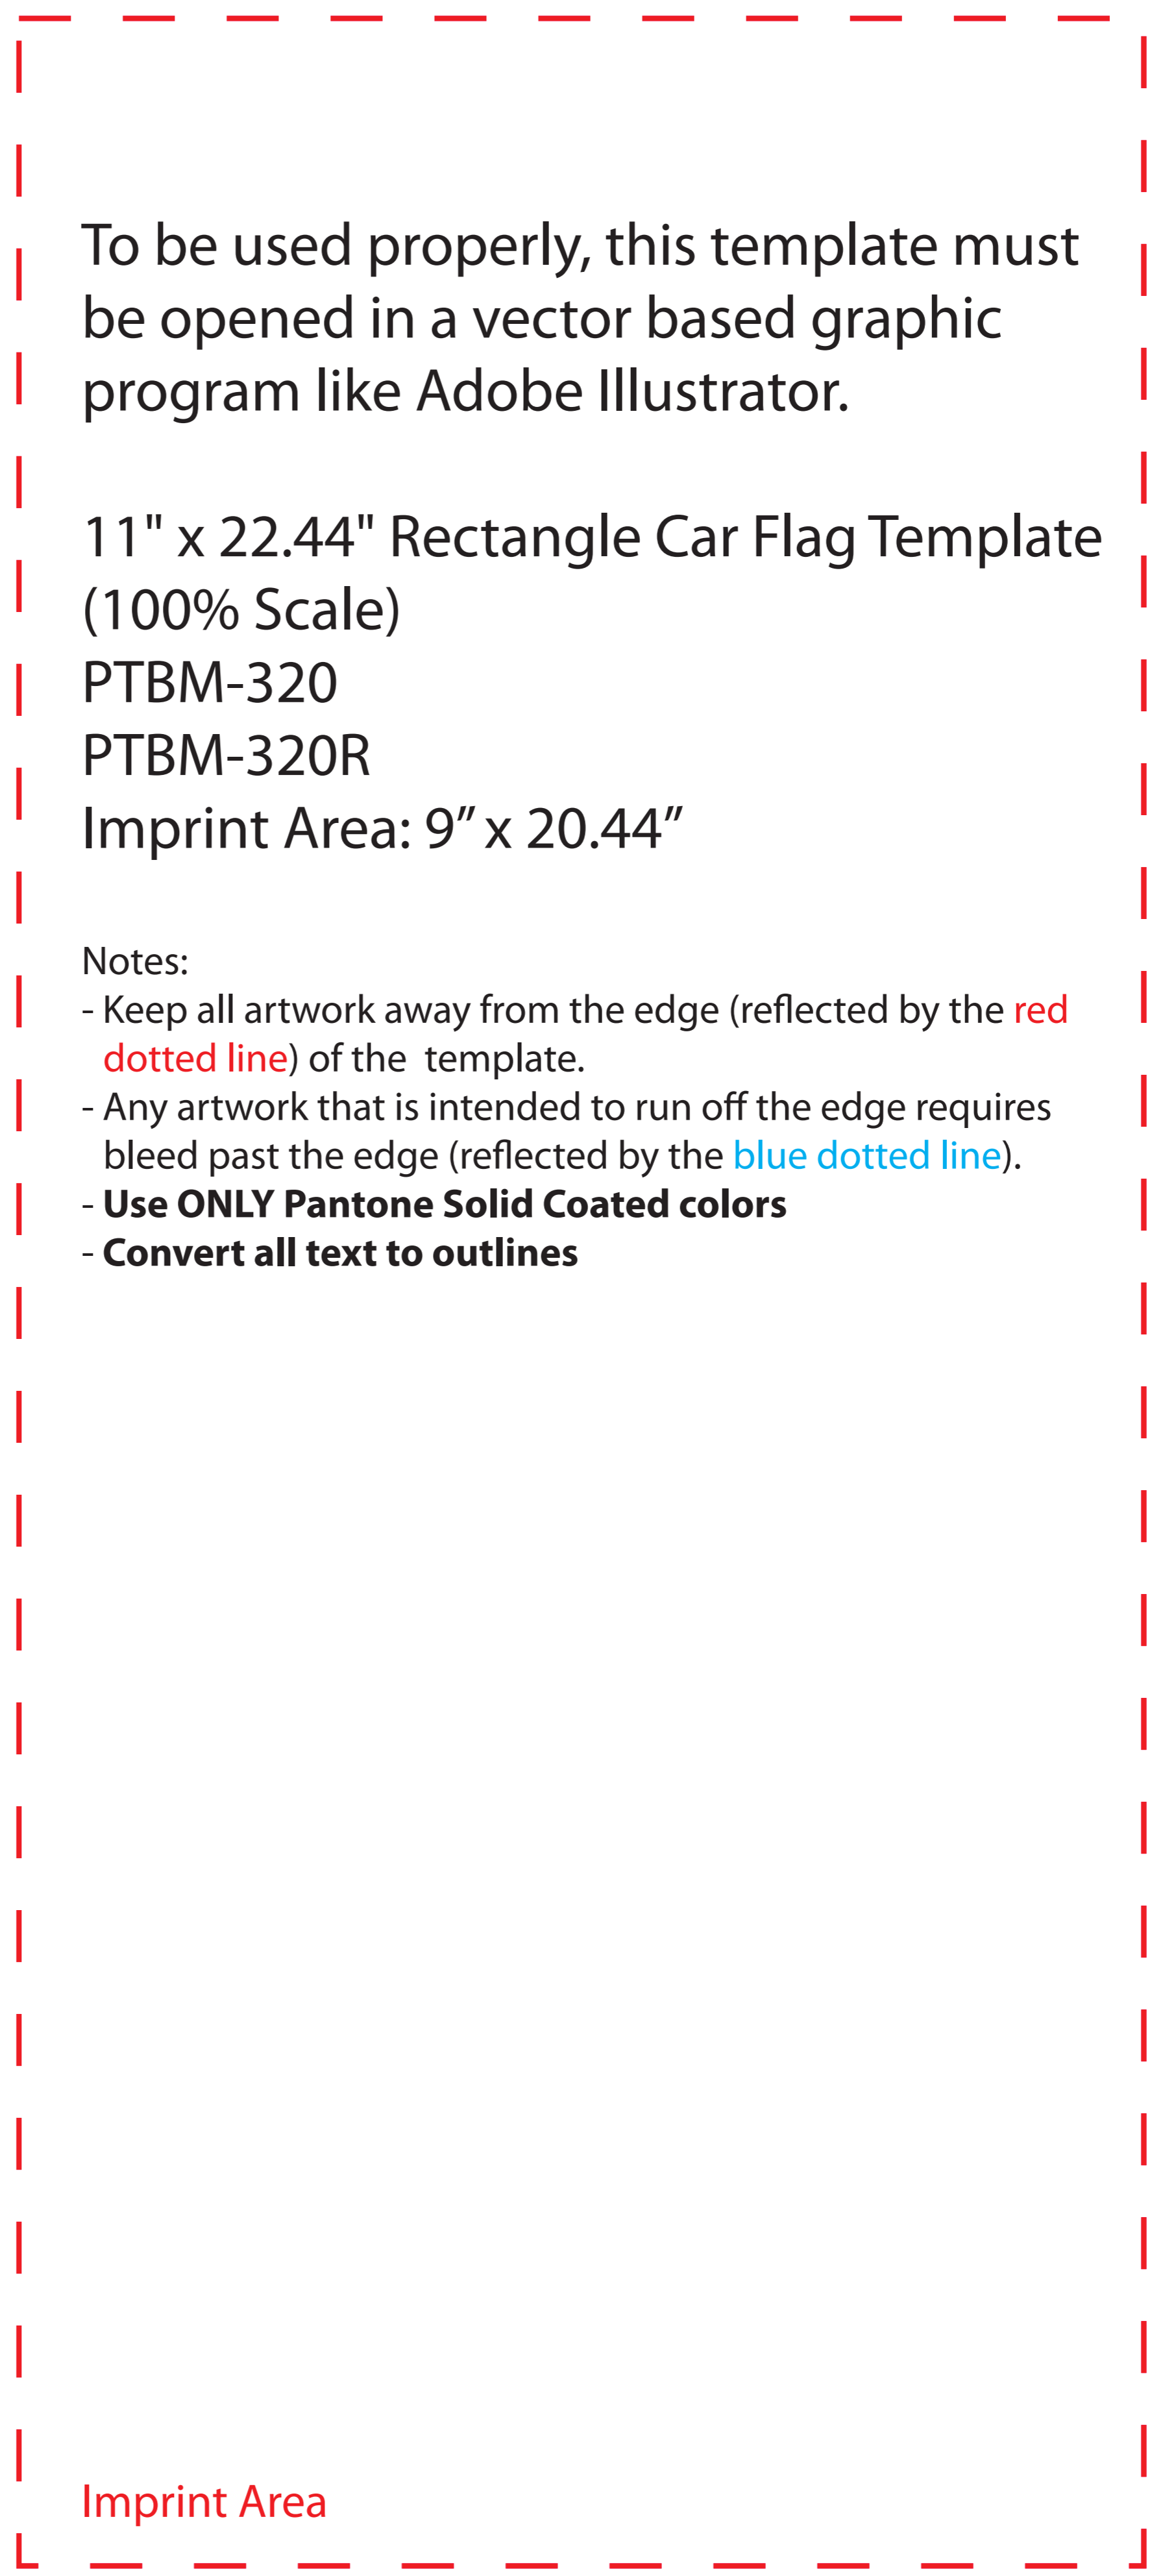 To be used properly, this template must
be opened in a vector based graphic
program like Adobe Illustrator.
11" x 22.44" Rectangle Car Flag Template
(100% Scale)
PTBM-320
PTBM-320R
Imprint Area: 9” x 20.44”
Notes:
- Keep all artwork away from the edge (reflected by the red
dotted line) of the  template.
- Any artwork that is intended to run off the edge requires
bleed past the edge (reflected by the blue dotted line).
- Use ONLY Pantone Solid Coated colors
- Convert all text to outlines
Imprint Area